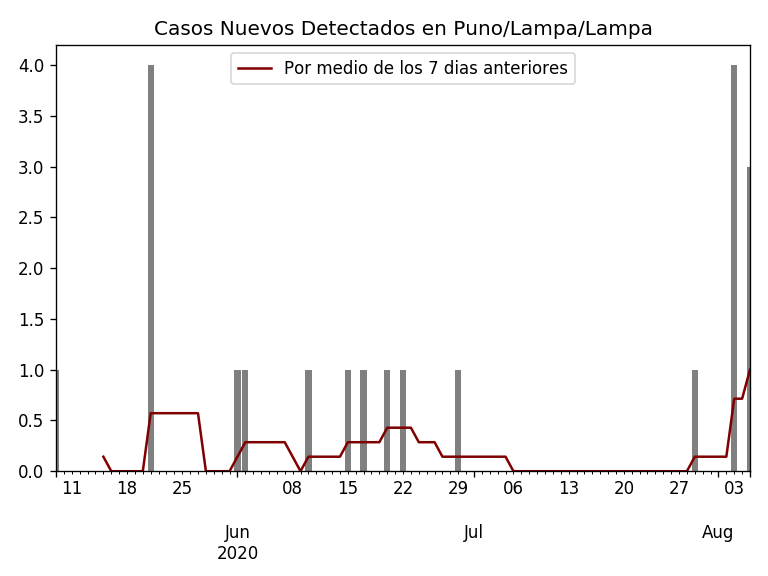 Casos Nuevos Detectados en Puno/Lampa/Lampa
Por medio de los 7 dias anteriores
4.0
3.5
3.0
2.5
2.0
1.5
1.0
0.5
0.0
11 18 25 08 15 22 29 06 13 20 27 03
Jun Jul Aug
2020